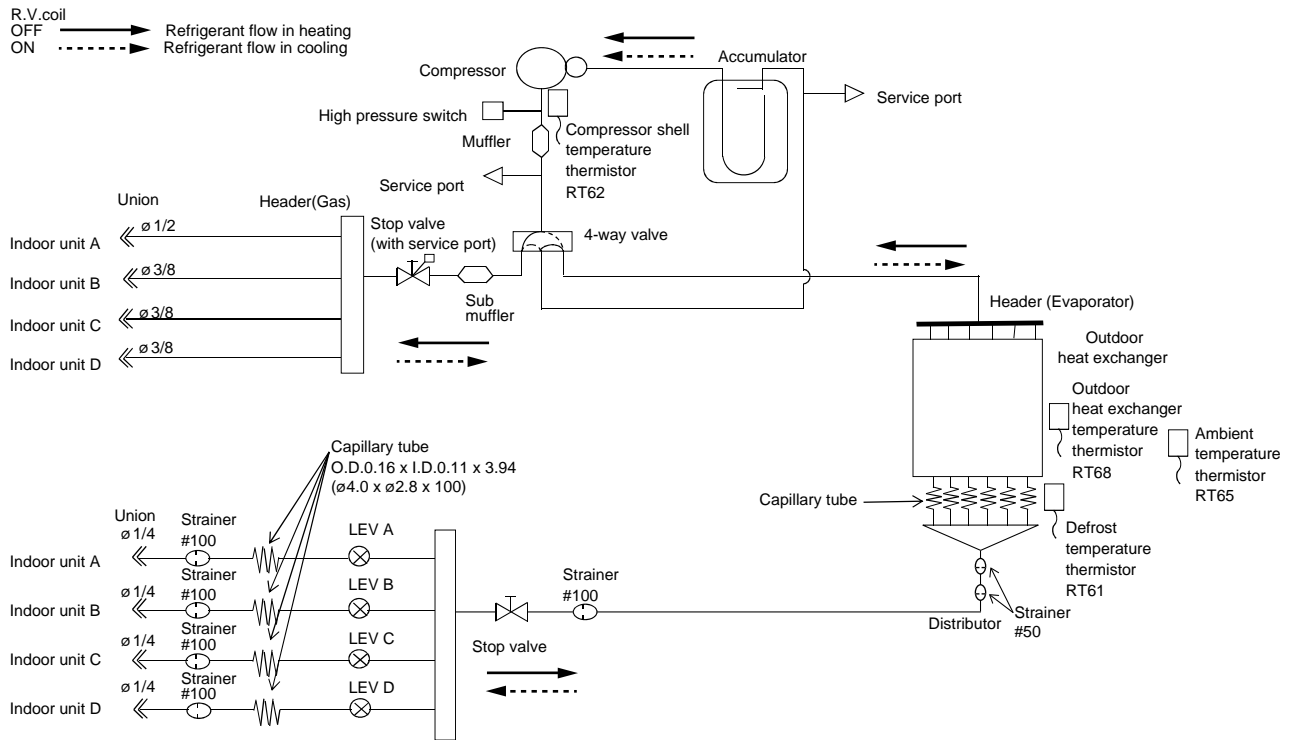 R.V.coil
OFF Refrigerant flow in heating
ON Refrigerant flow in cooling
Compressor
Accumulator
Service port
High pressure switch
Muffler
Compressor shell
temperature
thermistor
RT62
Service port
Union
Header(Gas)
Stop valve
(with service port)
4-way valve
Indoor unit A
ø 1/2
Indoor unit B
ø 3/8
Indoor unit C
ø 3/8
Indoor unit D
ø 3/8
Sub
muffler
Header (Evaporator)
Outdoor
heat exchanger
Outdoor
heat exchanger
temperature
thermistor
RT68
Ambient
temperature
thermistor
RT65
Capillary tube
Defrost
temperature
thermistor
RT61
Strainer
#50
Distributor
Capillary tube
O.D.0.16 x I.D.0.11 x 3.94
(ø4.0 x ø2.8 x 100)
Union
Indoor unit A
ø 1/4
Strainer
#100
LEV A
Indoor unit B
ø 1/4
Strainer
#100
LEV B
Indoor unit C
ø 1/4
Strainer
#100
LEV C
Indoor unit D
ø 1/4
Strainer
#100
LEV D
Stop valve
Strainer
#100